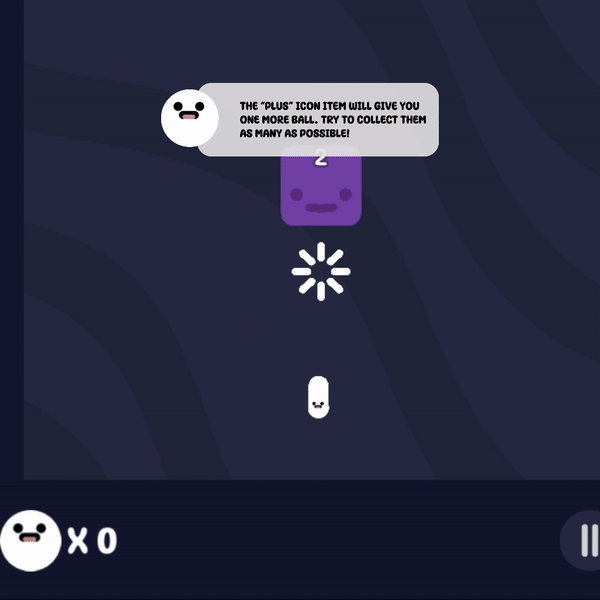 THE "PLUS" ICON ITEM WILL GIVE YOU
ONE MORE BALL. TRY TO COLLECT THEM
AS MANY AS POSSIBLE!
2
X 0